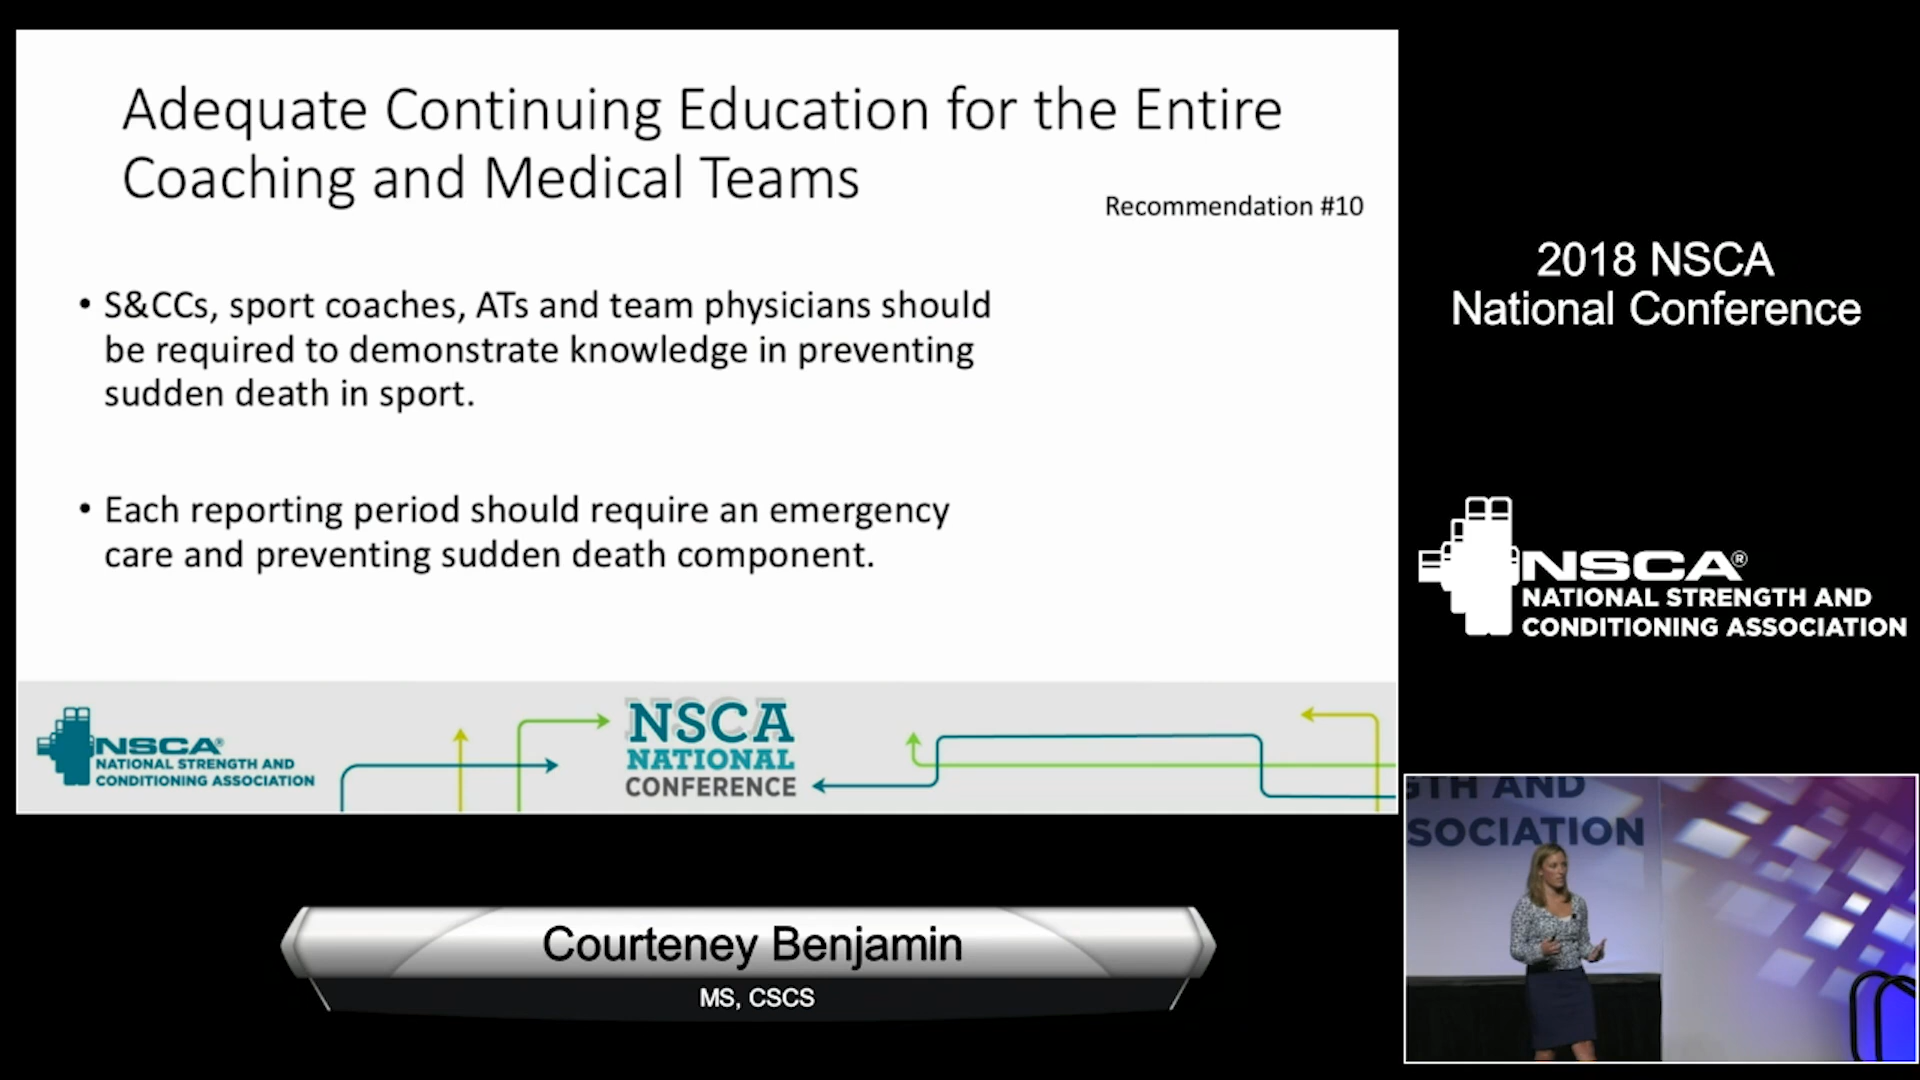 Adequate Continuing Education for the Entire
Coaching and Medical Teams
Recommendation #10
• S&CCs, sport coaches, ATs and team physicians should
be required to demonstrate knowledge in preventing
sudden death in sport.
• Each reporting period should require an emergency
care and preventing sudden death component.
NSCA®
NATIONAL STRENGTH AND
CONDITIONING ASSOCIATION
NSCA
NATIONAL
CONFERENCE
2018 NSCA
National Conference
NSCA®
NATIONAL STRENGTH AND
CONDITIONING ASSOCIATION
GTH AND
SOCIATION
Courteney Benjamin
MS, CSCS